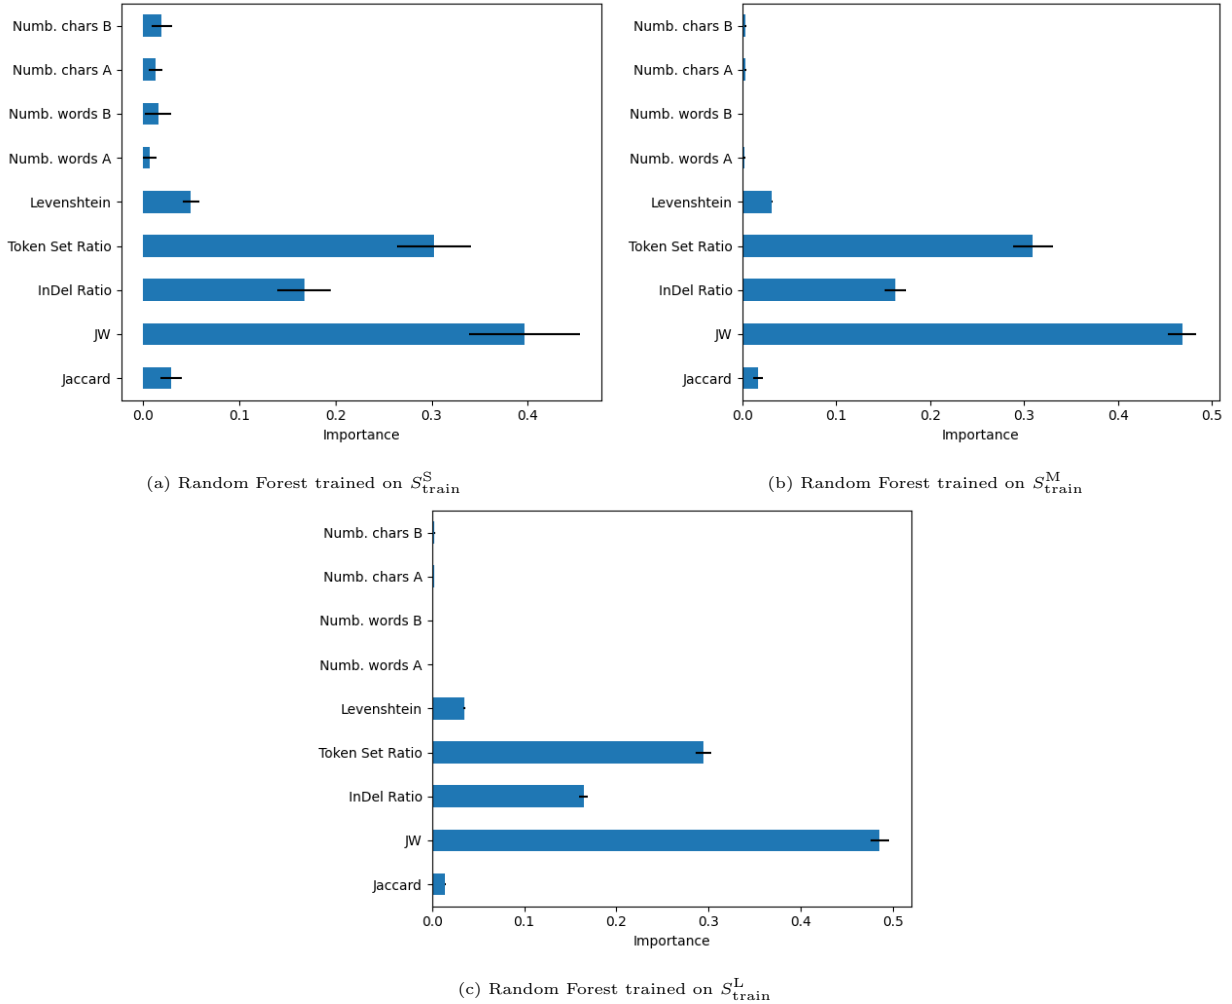 Numb. chars B
Numb. chars A
Numb. words B
Numb. words A
Levenshtein
Token Set Ratio
InDel Ratio
JW
Jaccard
0.0 0.1 0.2 0.3 0.4
Importance
(a) Random Forest trained on S^S_train
Numb. chars B
Numb. chars A
Numb. words B
Numb. words A
Levenshtein
Token Set Ratio
InDel Ratio
JW
Jaccard
0.0 0.1 0.2 0.3 0.4 0.5
Importance
(b) Random Forest trained on S^M_train
Numb. chars B
Numb. chars A
Numb. words B
Numb. words A
Levenshtein
Token Set Ratio
InDel Ratio
JW
Jaccard
0.0 0.1 0.2 0.3 0.4 0.5
Importance
(c) Random Forest trained on S^L_train